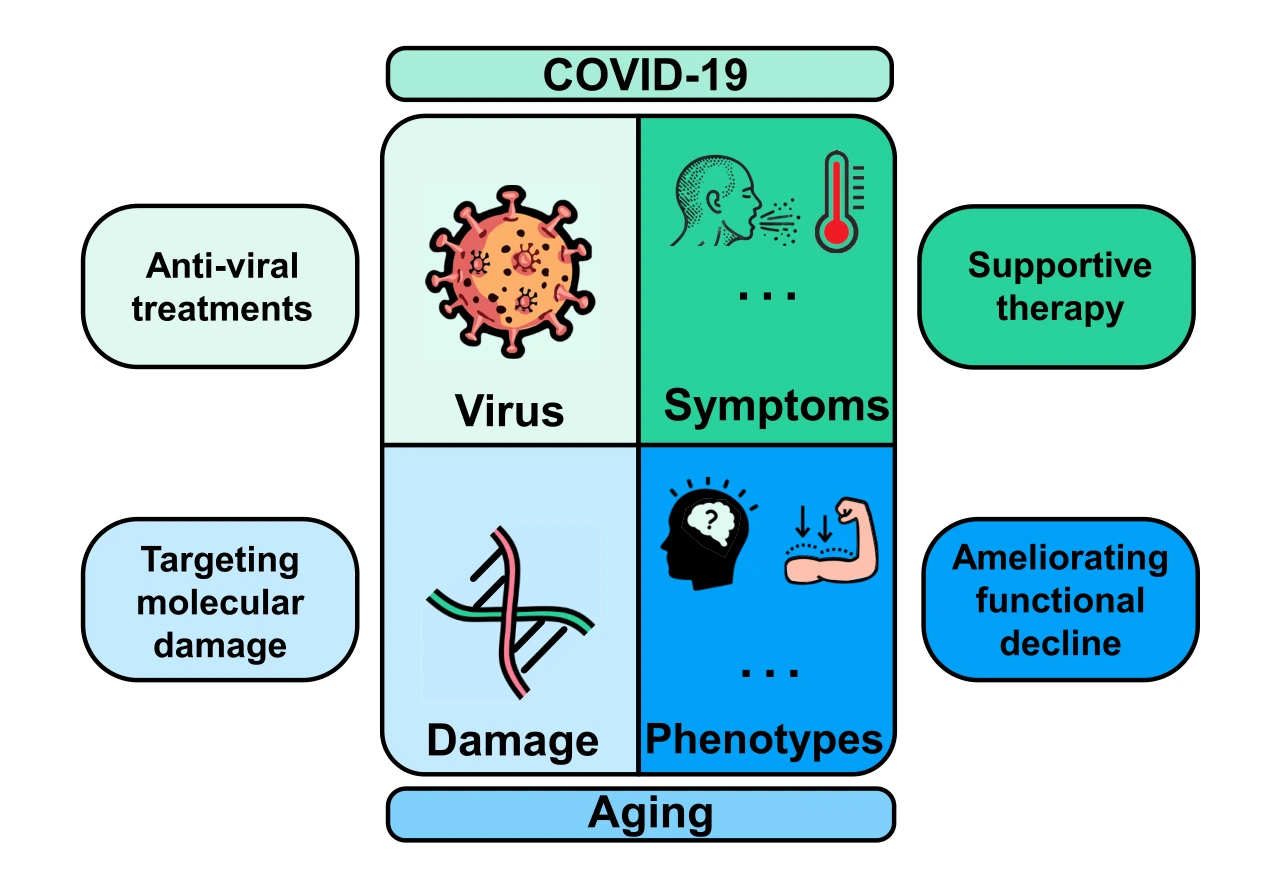 COVID-19
Anti-viral
treatments
...
Virus
Symptoms
Supportive
therapy
Targeting
molecular
damage
?
...
Damage
Phenotypes
Ameliorating
functional
decline
Aging